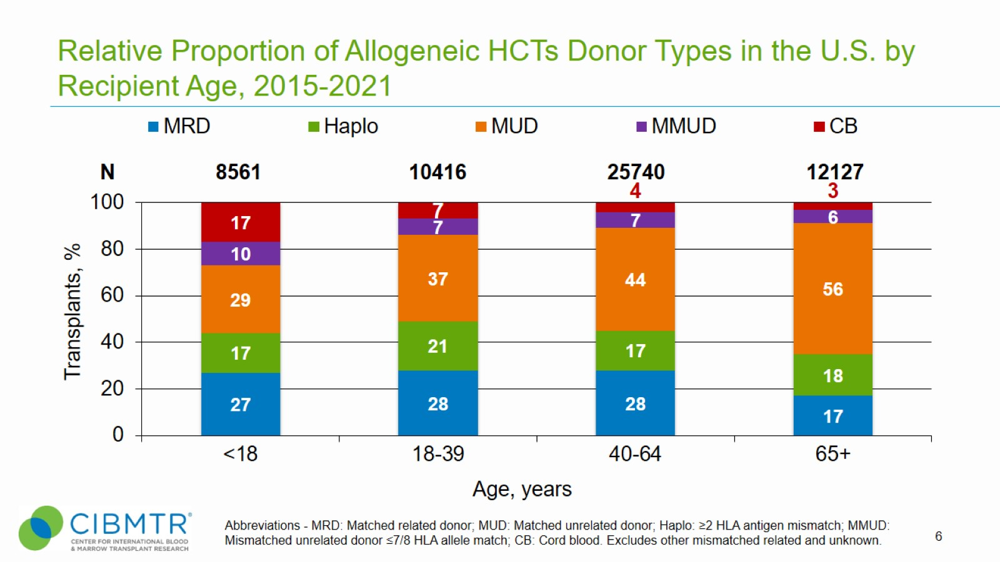 Relative Proportion of Allogeneic HCTs Donor Types in the U.S. by
Recipient Age, 2015-2021
MRD Haplo MUD MMUD CB
N 8561 10416 25740 12127
4 3
100
80
60
40
20
0
Transplants, %
17 10 29 17 27
7 7 37 21 28
7 44 17 28
6 56 18 17
<18 18-39 40-64 65+
Age, years
CIBMTR®
CENTER FOR INTERNATIONAL BLOOD
& MARROW TRANSPLANT RESEARCH
Abbreviations - MRD: Matched related donor; MUD: Matched unrelated donor; Haplo: ≥2 HLA antigen mismatch; MMUD:
Mismatched unrelated donor ≤7/8 HLA allele match; CB: Cord blood. Excludes other mismatched related and unknown.
6